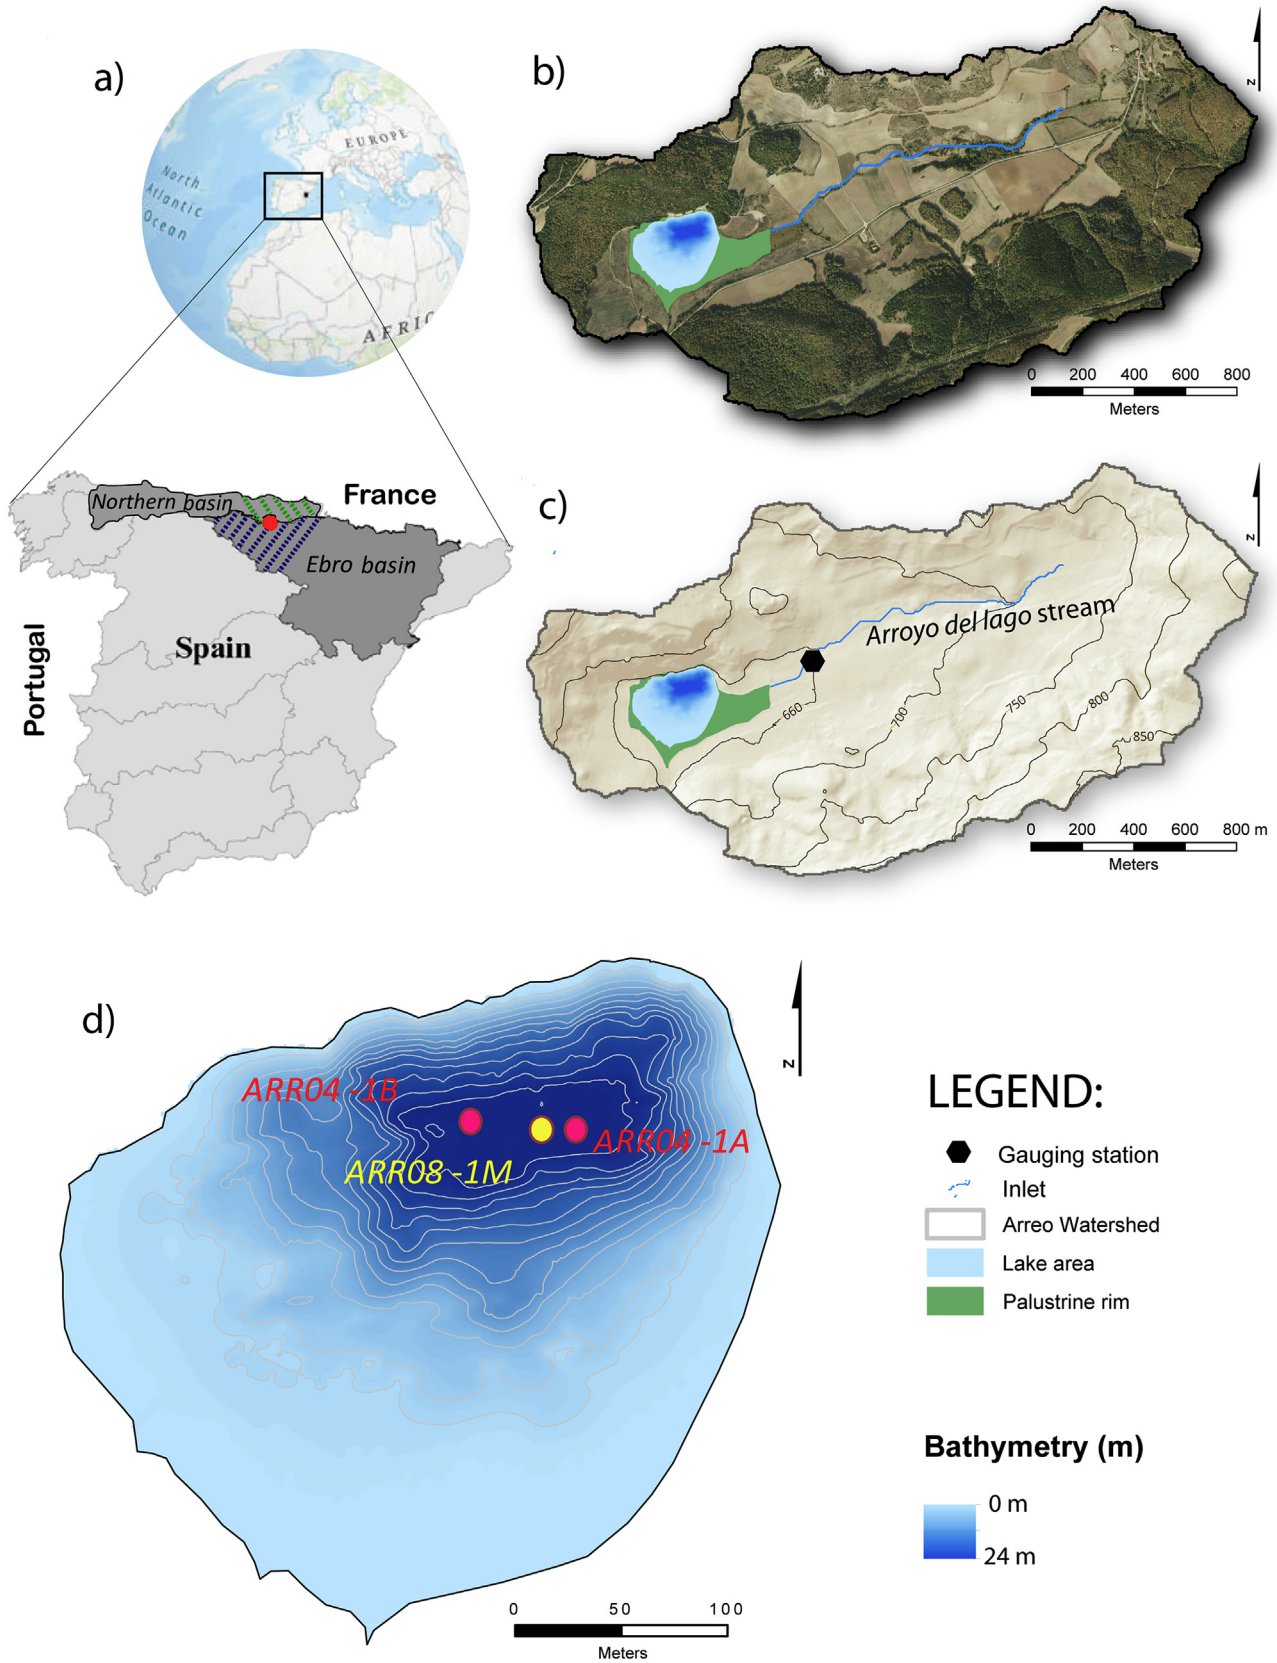 a)
EUROPE
North
Atlantic
Ocean
AFRIC
Northern basin
France
Ebro basin
Spain
Portugal
b)
N
0 200 400 600 800
Meters
c)
N
Arroyo del lago stream
660
700
750
800
850
0 200 400 600 800 m
Meters
d)
N
ARR04 -1B
ARR04 -1A
ARR08 -1M
0 50 100
Meters
LEGEND:
Gauging station
Inlet
Arreo Watershed
Lake area
Palustrine rim
Bathymetry (m)
0 m
24 m